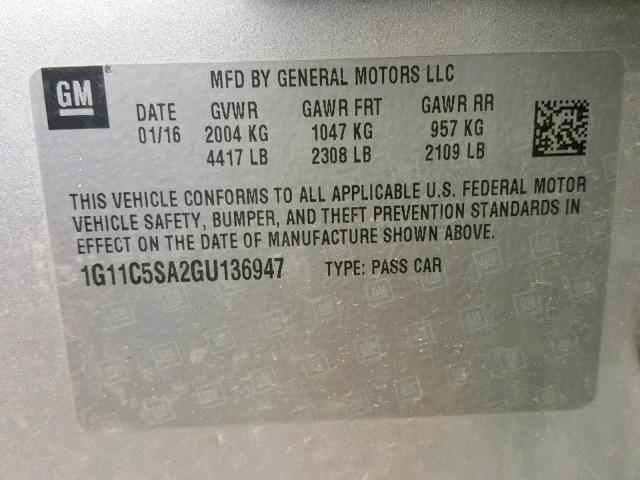 GM ® MFD BY GENERAL MOTORS LLC
DATE GVWR GAWR FRT GAWR RR
01/16 2004 KG 1047 KG 957 KG
4417 LB 2308 LB 2109 LB
THIS VEHICLE CONFORMS TO ALL APPLICABLE U.S. FEDERAL MOTOR
VEHICLE SAFETY, BUMPER, AND THEFT PREVENTION STANDARDS IN
EFFECT ON THE DATE OF MANUFACTURE SHOWN ABOVE.
1G11C5SA2GU136947 TYPE: PASS CAR